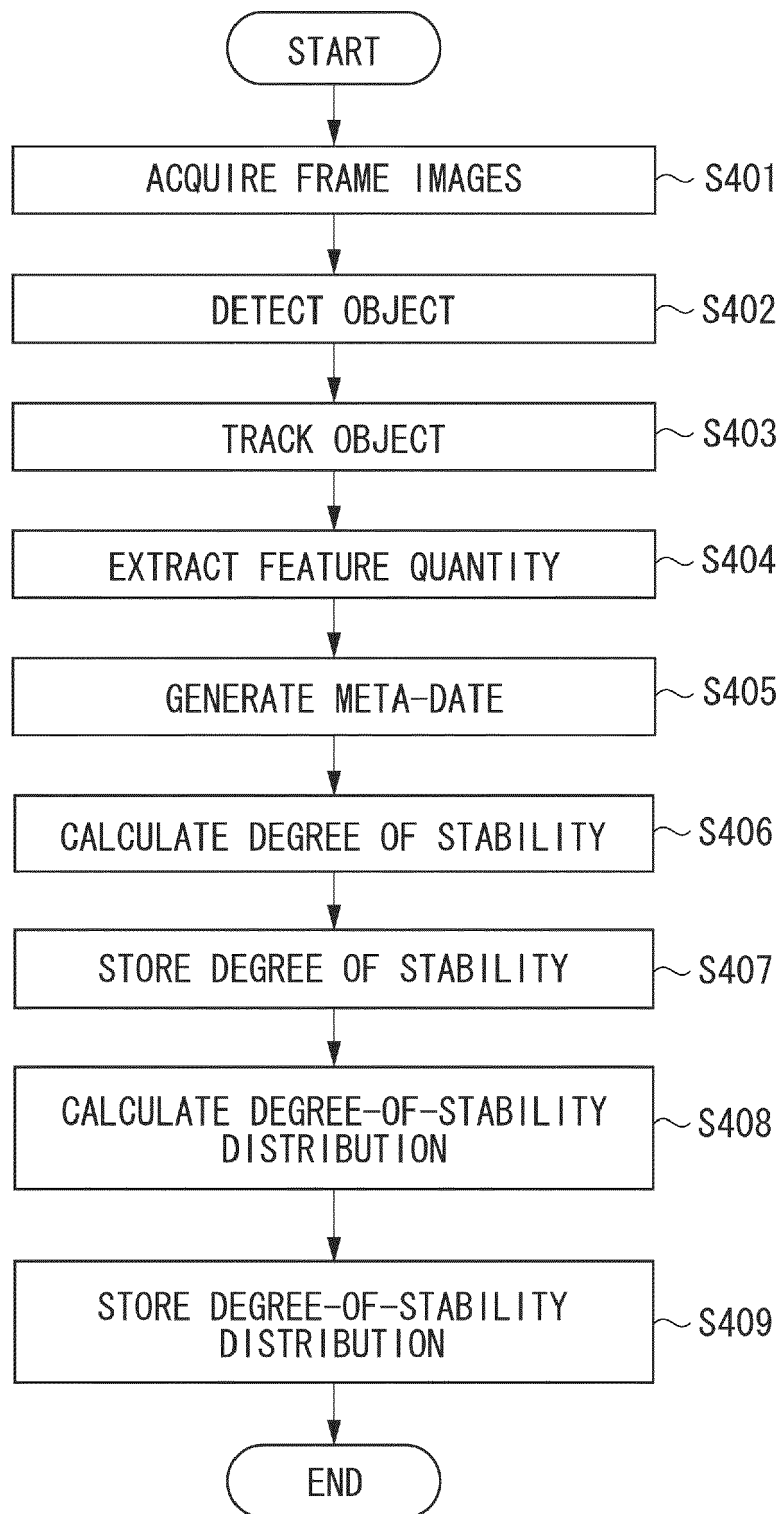 START
ACQUIRE FRAME IMAGES
S401
DETECT OBJECT
S402
TRACK OBJECT
S403
EXTRACT FEATURE QUANTITY
S404
GENERATE META-DATE
S405
CALCULATE DEGREE OF STABILITY
S406
STORE DEGREE OF STABILITY
S407
CALCULATE DEGREE-OF-STABILITY
DISTRIBUTION
S408
STORE DEGREE-OF-STABILITY
DISTRIBUTION
S409
END